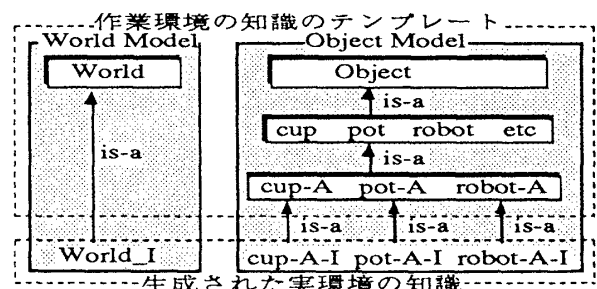 作業環境の知識のテンプレート
World Model
Object Model
World
Object
is-a
cup pot robot etc
is-a
is-a
cup-A pot-A robot-A
is-a is-a is-a
World_I
cup-A-I pot-A-I robot-A-I
生成された実環境の知識